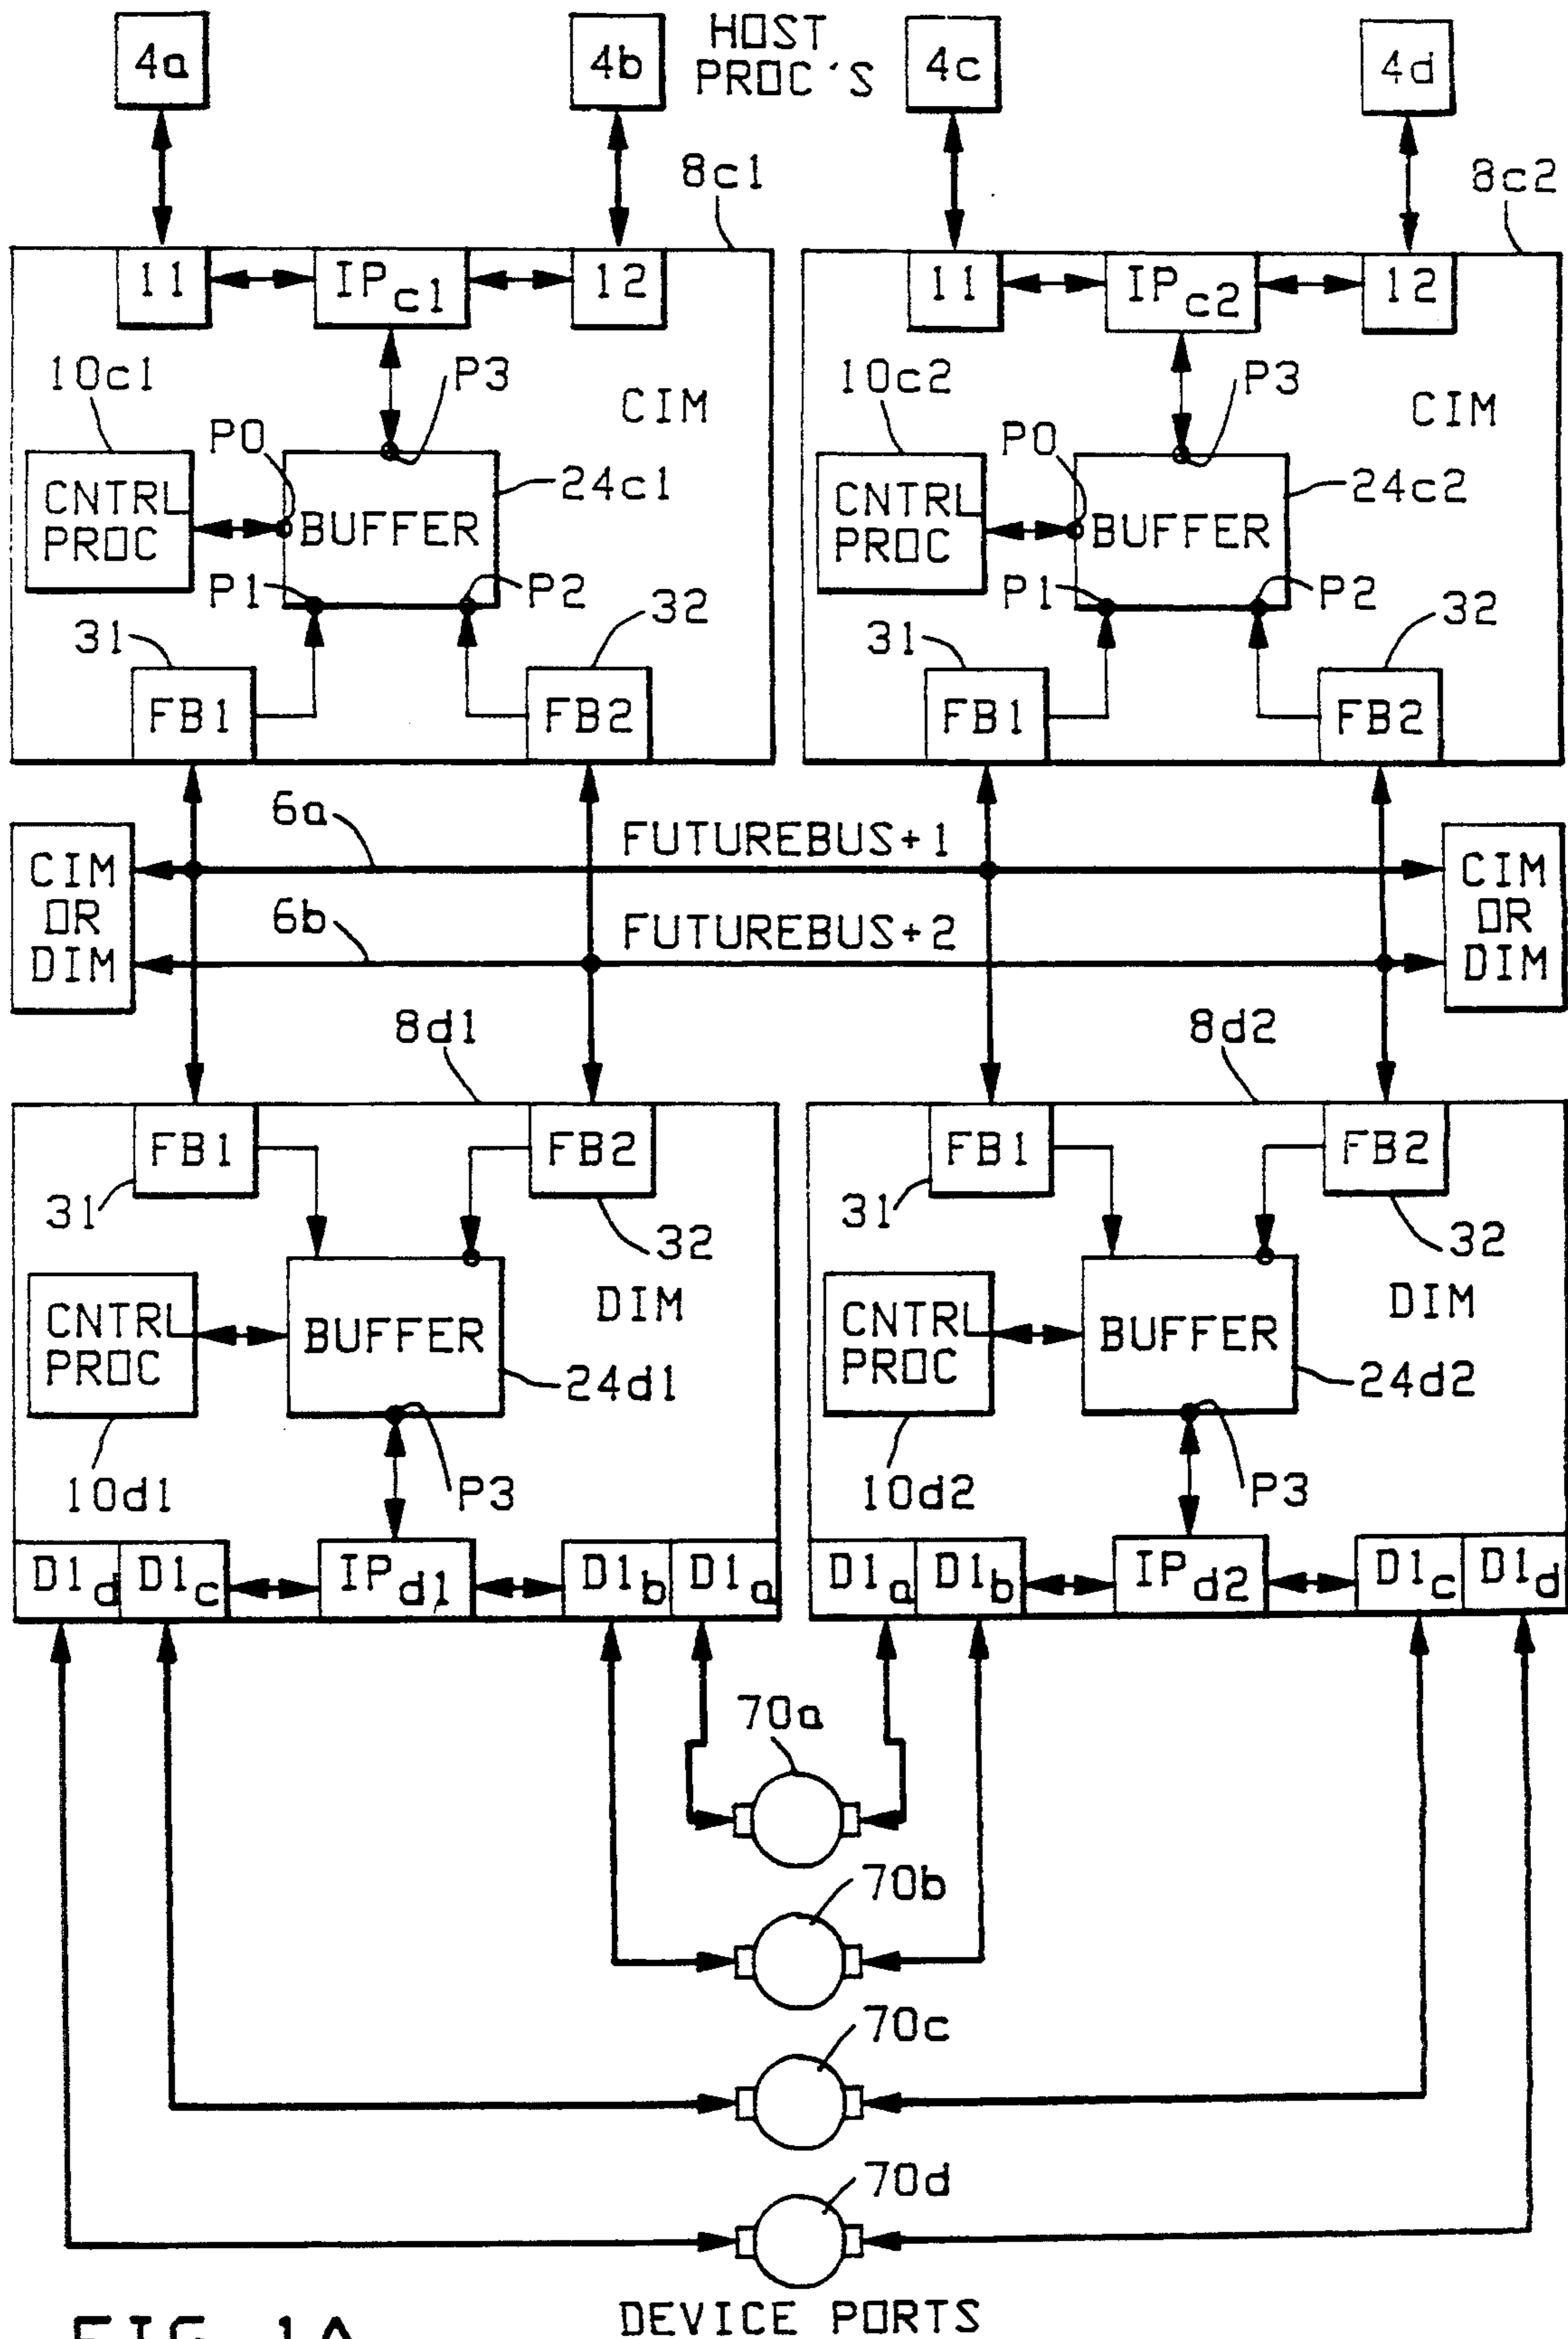 4a
4b
HOST
PROC'S
4c
4d
8c1
8c2
11
IPc1
12
11
IPc2
12
10c1
P3
CIM
10c2
P3
CIM
P0
P0
CNTRL
PROC
BUFFER
24c1
CNTRL
PROC
BUFFER
24c2
P1
P2
P1
P2
31
32
31
32
FB1
FB2
FB1
FB2
6a
FUTUREBUS+1
CIM
OR
DIM
CIM
OR
DIM
6b
FUTUREBUS+2
8d1
8d2
FB1
FB2
FB1
FB2
31
32
31
32
DIM
DIM
CNTRL
PROC
BUFFER
24d1
CNTRL
PROC
BUFFER
24d2
10d1
P3
10d2
P3
D1d
D1c
IPd1
D1b
D1a
D1a
D1b
IPd2
D1c
D1d
70a
70b
70c
70d
DEVICE PORTS
FIG 1A